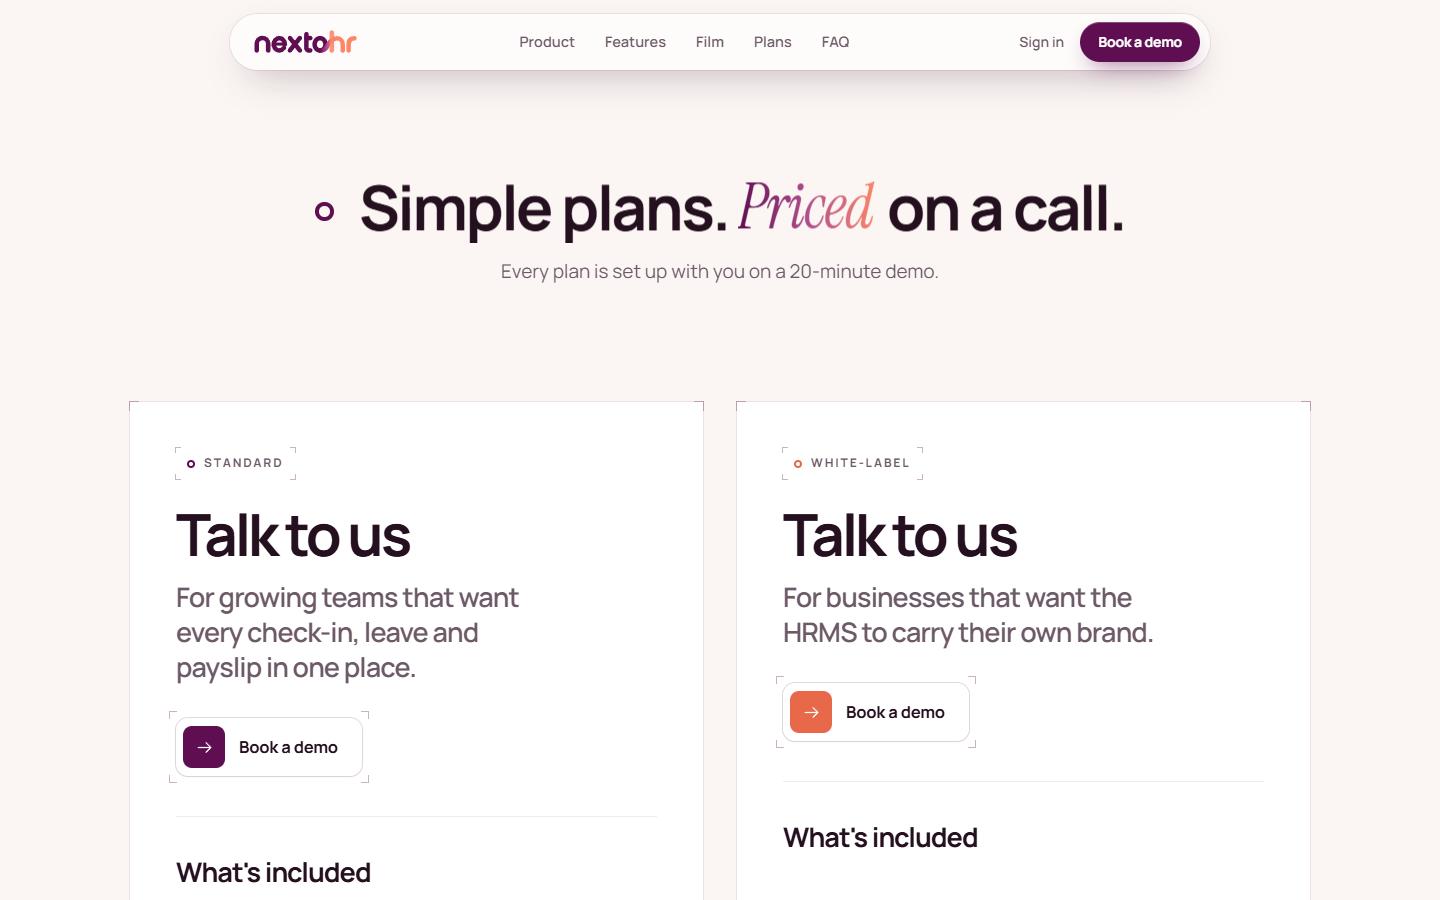 nextohr
Product
Features
Film
Plans
FAQ
Sign in
Book a demo
Simple plans. Priced on a call.
Every plan is set up with you on a 20-minute demo.
STANDARD
Talk to us
For growing teams that want
every check-in, leave and
payslip in one place.
Book a demo
What's included
WHITE-LABEL
Talk to us
For businesses that want the
HRMS to carry their own brand.
Book a demo
What's included